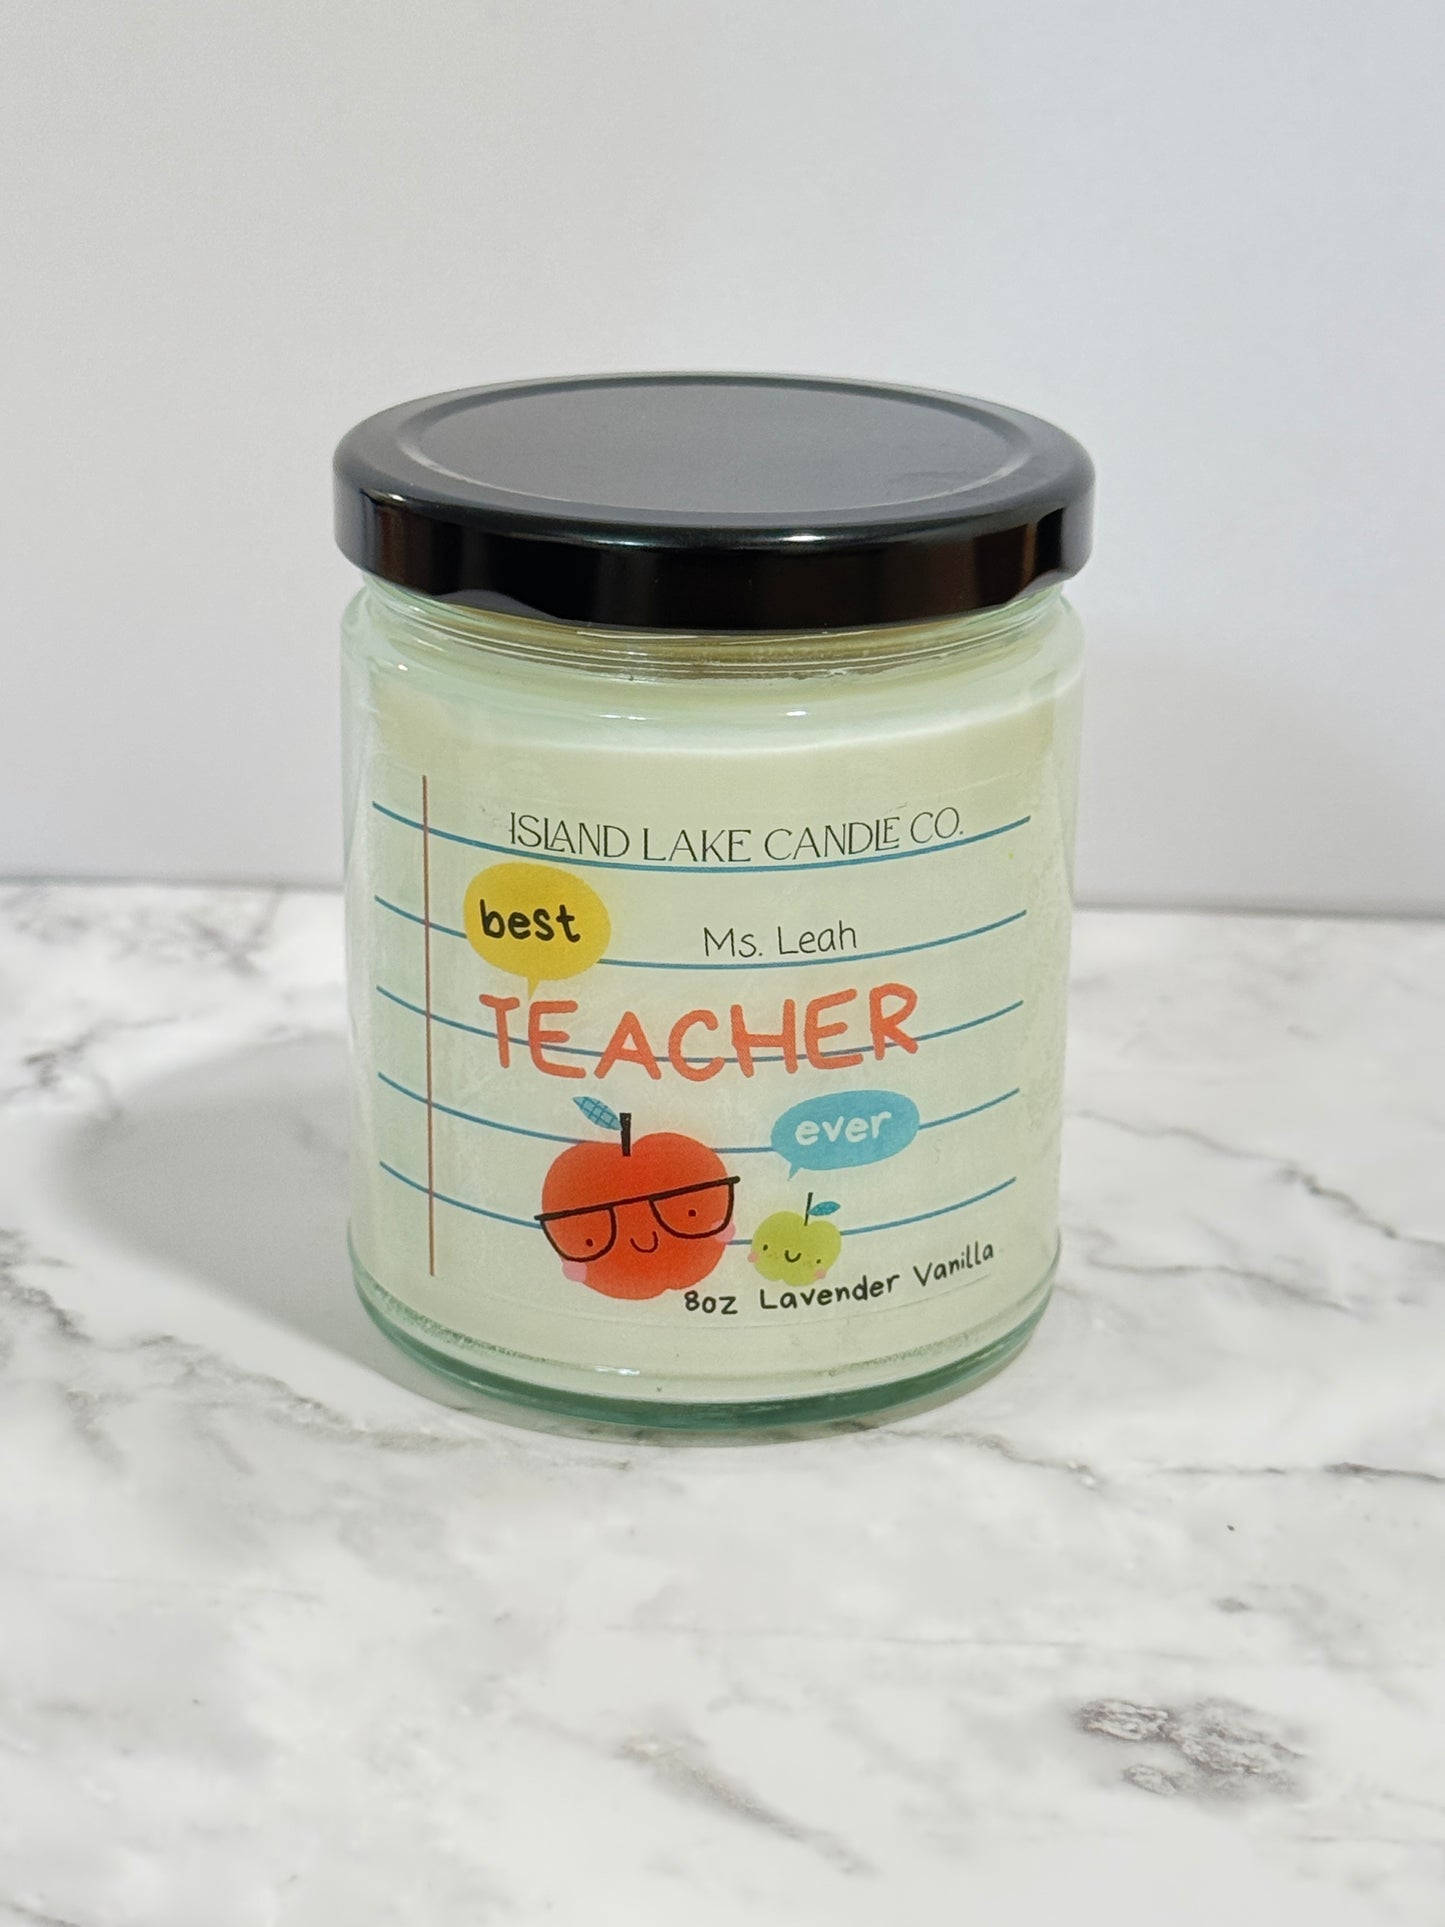 ISLAND LAKE CANDLE CO.
best
Ms. Leah
TEACHER
ever
8oz Lavender Vanilla